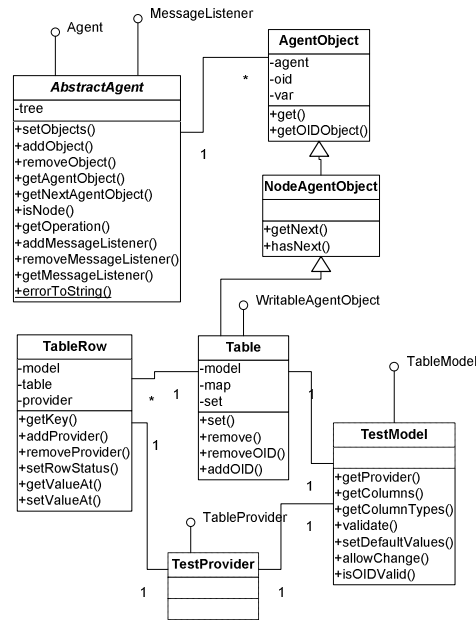 MessageListener
Agent
AbstractAgent
-tree
+setObjects()
+addObject()
+removeObject()
+getAgentObject()
+getNextAgentObject()
+isNode()
+getOperation()
+addMessageListener()
+removeMessageListener()
+getMessageListener()
+errorToString()
1
*
AgentObject
-agent
-oid
-var
+get()
+getOIDObject()
NodeAgentObject
+getNext()
+hasNext()
WritableAgentObject
TableRow
-model
-table
-provider
+getKey()
+addProvider()
+removeProvider()
+setRowStatus()
+getValueAt()
+setValueAt()
*
1
Table
-model
-map
-set
+set()
+remove()
+removeOID()
+addOID()
1
1
TableModel
TestModel
+getProvider()
+getColumns()
+getColumnTypes()
+validate()
+setDefaultValues()
+allowChange()
+isOIDValid()
1
1
TableProvider
TestProvider
1
1